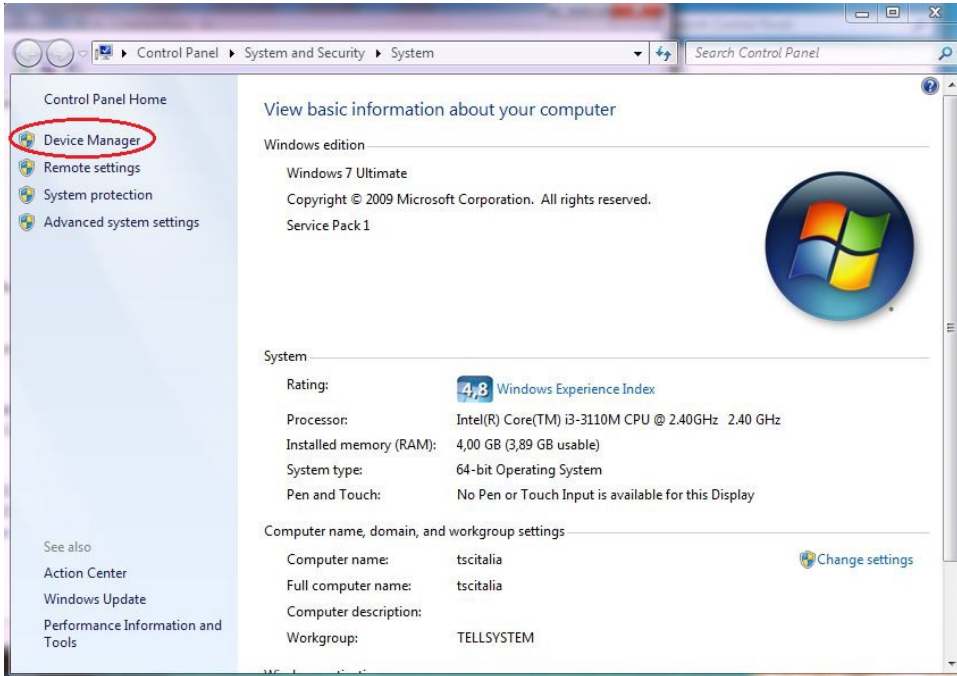 Control Panel ▸ System and Security ▸ System
Search Control Panel
Control Panel Home
Device Manager
Remote settings
System protection
Advanced system settings
See also
Action Center
Windows Update
Performance Information and
Tools
View basic information about your computer
Windows edition
Windows 7 Ultimate
Copyright © 2009 Microsoft Corporation. All rights reserved.
Service Pack 1
System
Rating: 4,8 Windows Experience Index
Processor: Intel(R) Core(TM) i3-3110M CPU @ 2.40GHz 2.40 GHz
Installed memory (RAM): 4,00 GB (3,89 GB usable)
System type: 64-bit Operating System
Pen and Touch: No Pen or Touch Input is available for this Display
Computer name, domain, and workgroup settings
Computer name: tscitalia Change settings
Full computer name: tscitalia
Computer description:
Workgroup: TELLSYSTEM